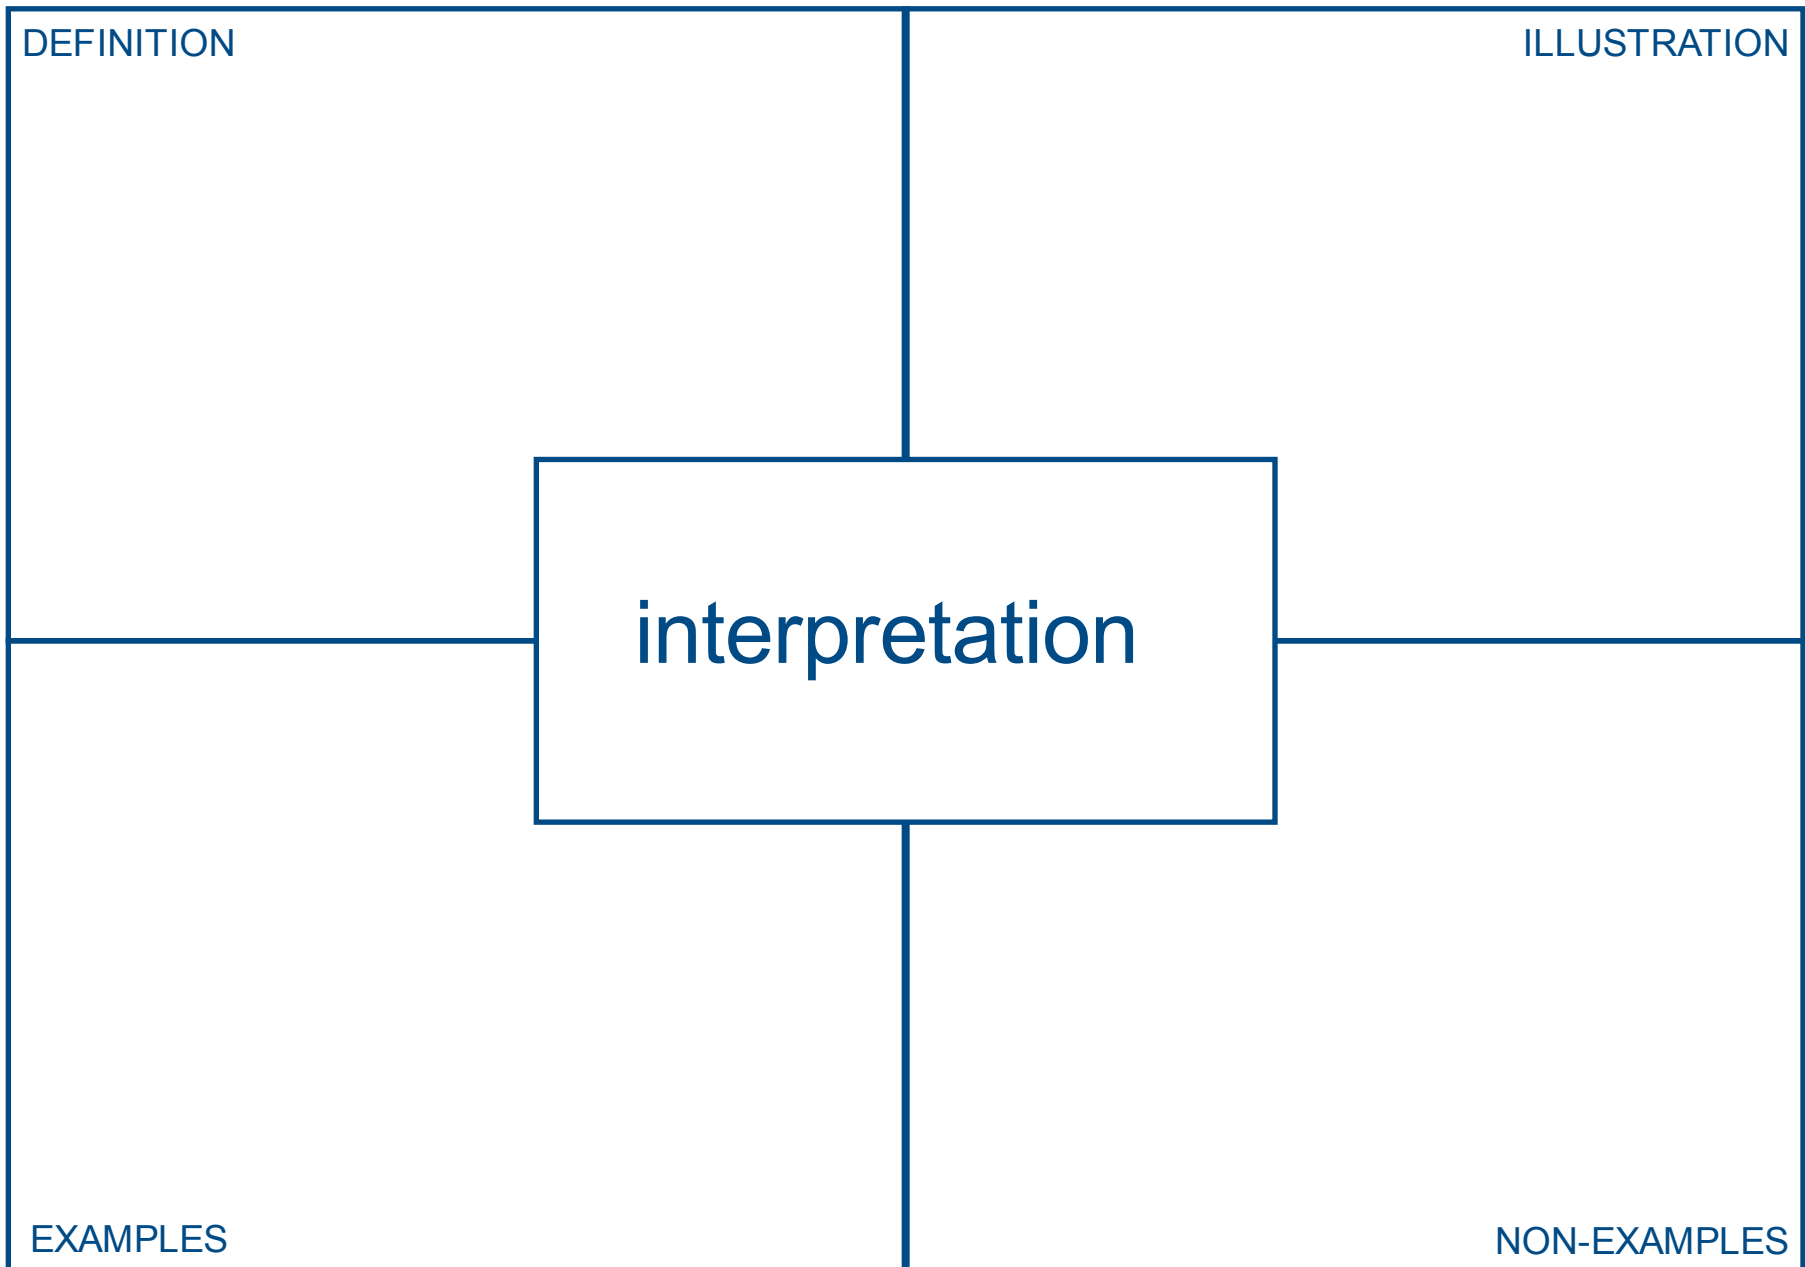 DEFINITION
ILLUSTRATION
interpretation
EXAMPLES
NON-EXAMPLES